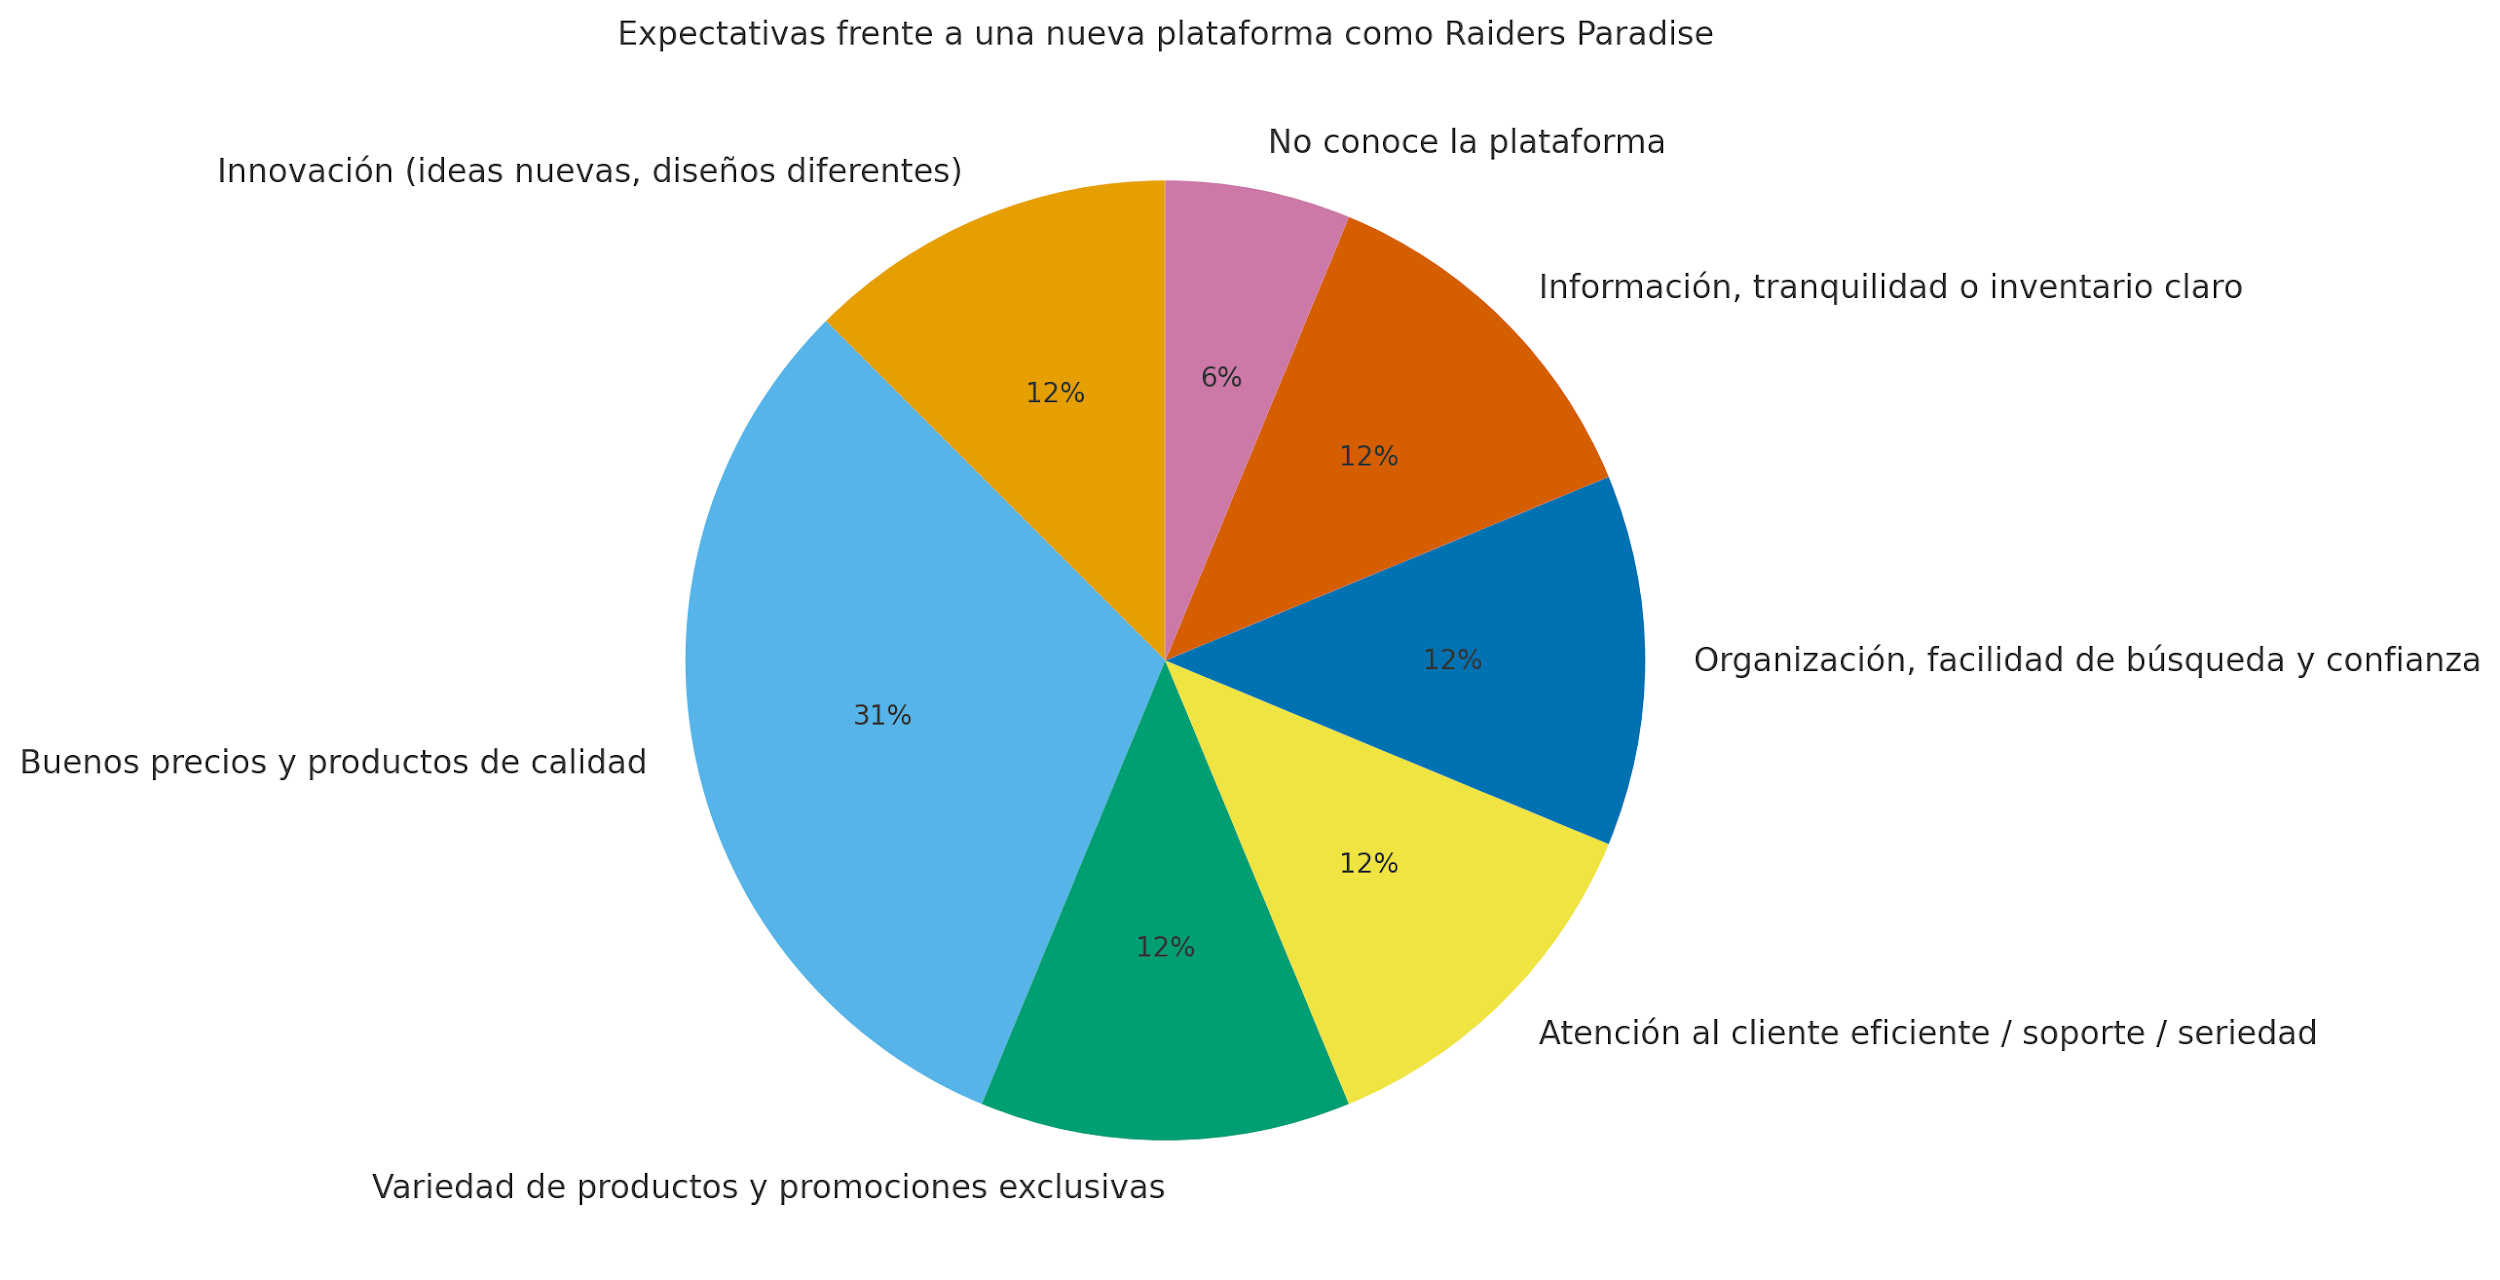 Expectativas frente a una nueva plataforma como Raiders Paradise
No conoce la plataforma
Innovación (ideas nuevas, diseños diferentes)
Información, tranquilidad o inventario claro
6%
12%
12%
Organización, facilidad de búsqueda y confianza
12%
31%
Buenos precios y productos de calidad
12%
12%
Atención al cliente eficiente / soporte / seriedad
Variedad de productos y promociones exclusivas